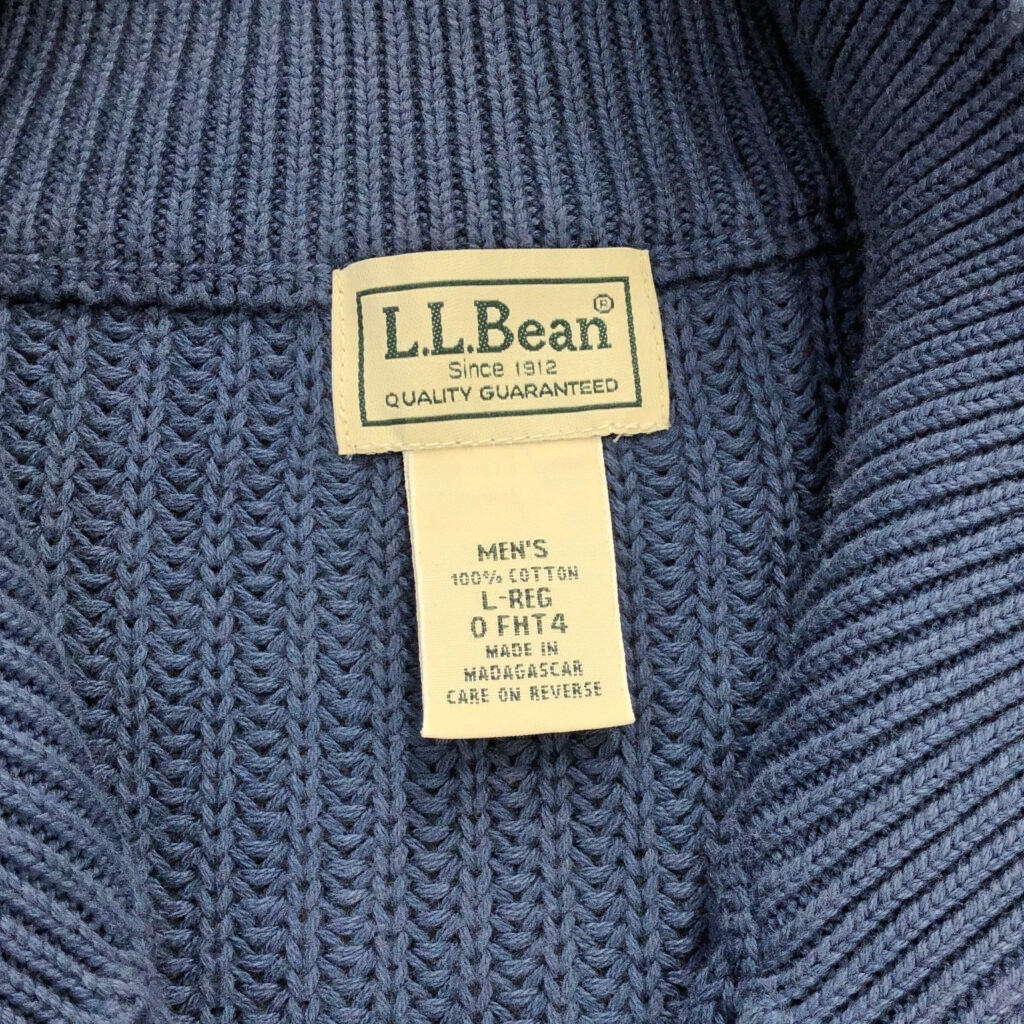 L.L.Bean®
Since 1912
QUALITY GUARANTEED
MEN'S
100% COTTON
L-REG
0 FHT4
MADE IN
MADAGASCAR
CARE ON REVERSE